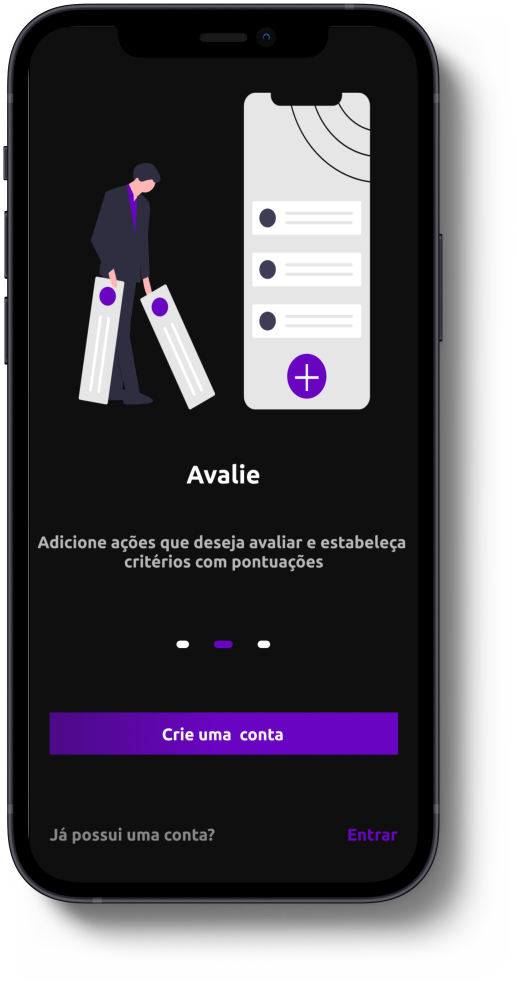 Avalie
Adicione ações que deseja avaliar e estabeleça
critérios com pontuações
Crie uma  conta
Já possui uma conta?
Entrar